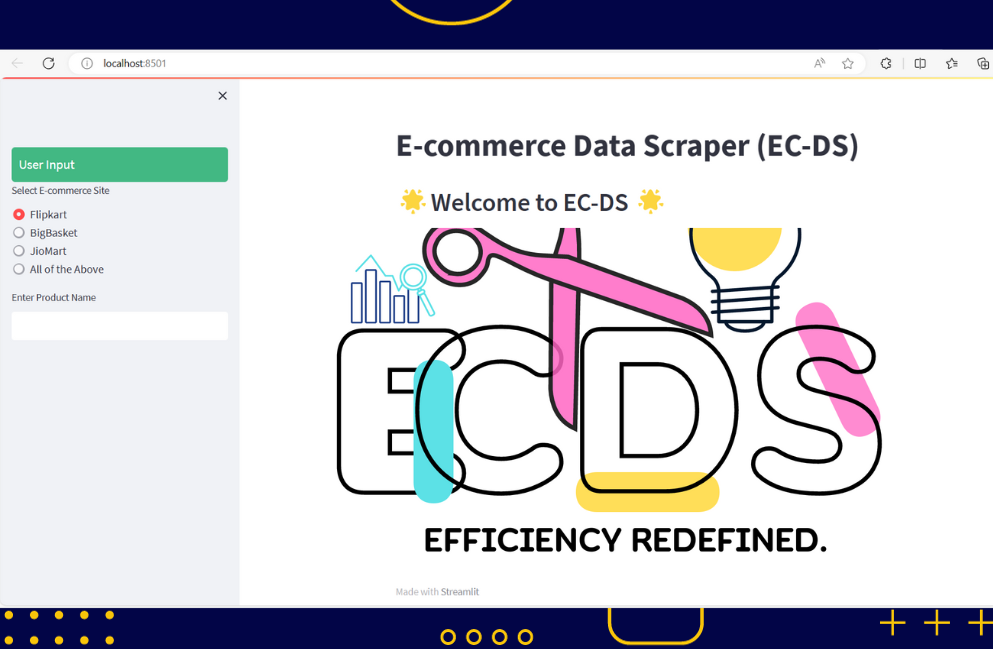 localhost:8501
User Input
Select E-commerce Site
Flipkart
BigBasket
JioMart
All of the Above
Enter Product Name
E-commerce Data Scraper (EC-DS)
🌟 Welcome to EC-DS 🌟
ECDS
EFFICIENCY REDEFINED.
Made with Streamlit